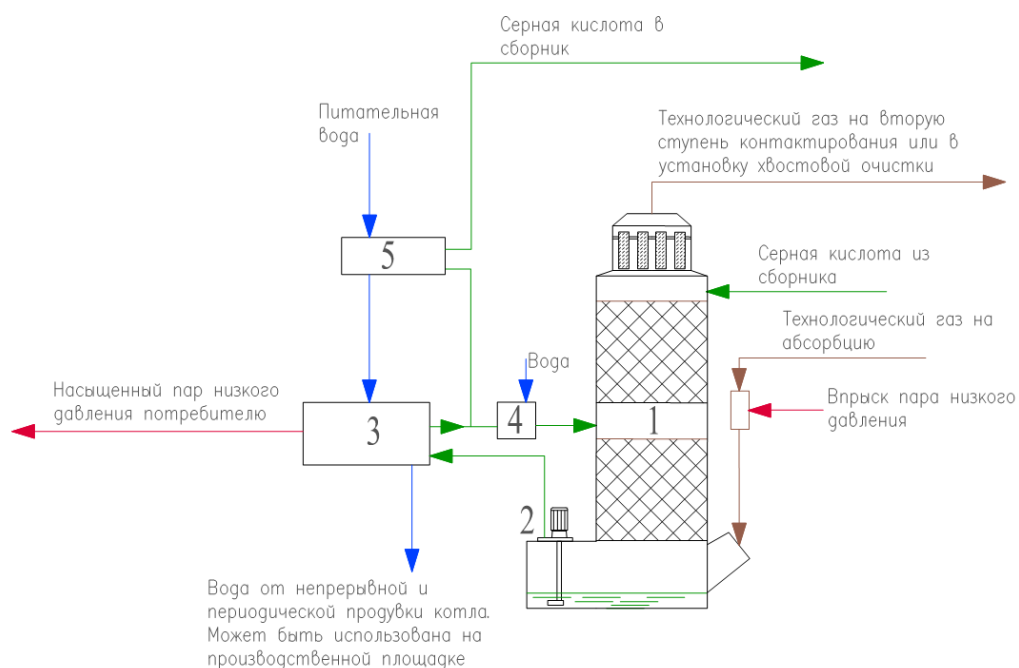 Серная кислота в
сборник
Питательная
вода
Технологический газ на вторую
ступень контактирования или в
установку хвостовой очистки
5
Серная кислота из
сборника
Технологический газ на
абсорбцию
Вода
Насыщенный пар низкого
давления потребителю
3
4
1
Впрыск пара низкого
давления
2
Вода от непрерывной и
периодической продувки котла.
Может быть использована на
производственной площадке